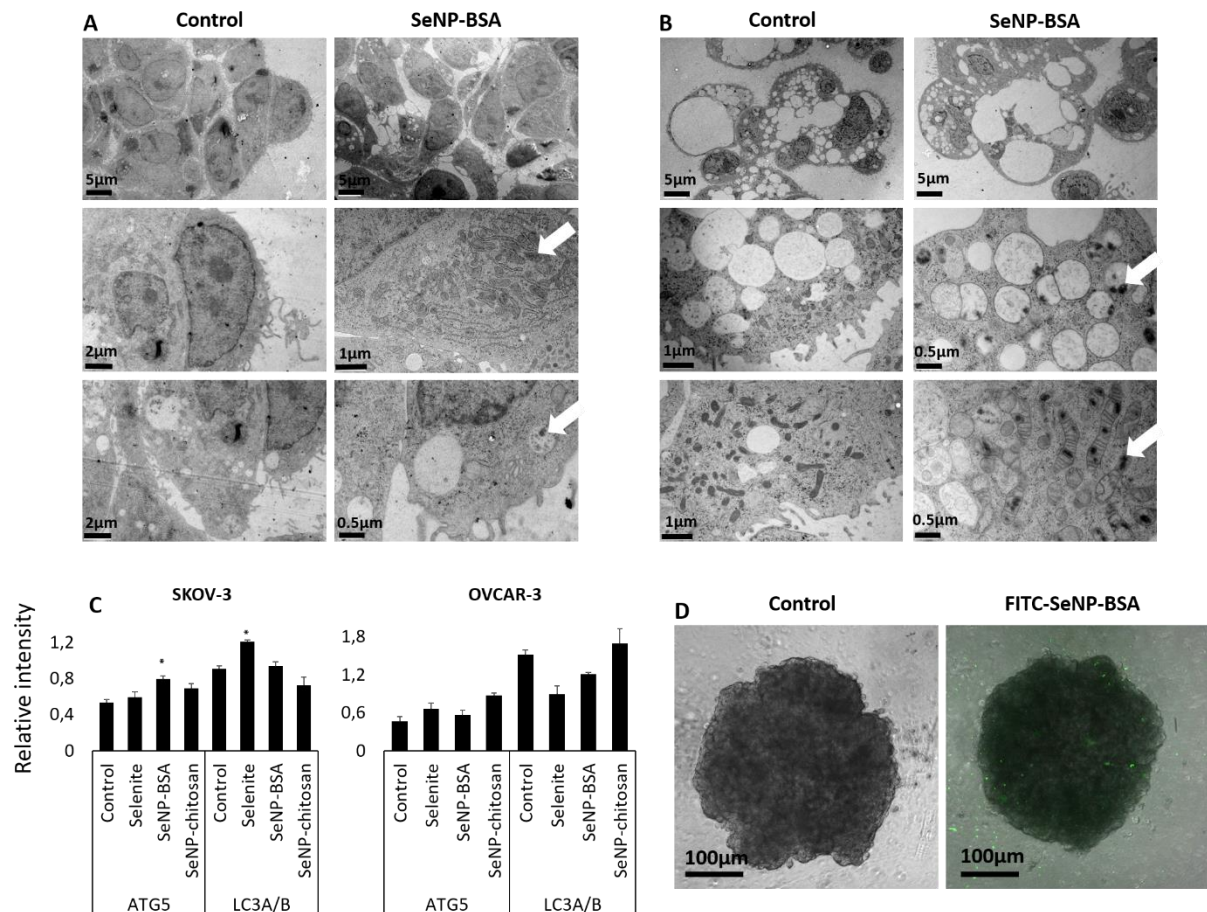 A
Control
SeNP-BSA
5µm
5µm
2µm
1µm
2µm
0.5µm
B
Control
SeNP-BSA
5µm
5µm
1µm
0.5µm
1µm
0.5µm
C
SKOV-3
Relative intensity
1,2
0,8
0,4
0
Control
Selenite
SeNP-BSA
SeNP-chitosan
Control
Selenite
SeNP-BSA
SeNP-chitosan
ATG5
LC3A/B
*
*
OVCAR-3
1,8
1,2
0,6
0
Control
Selenite
SeNP-BSA
SeNP-chitosan
Control
Selenite
SeNP-BSA
SeNP-chitosan
ATG5
LC3A/B
D
Control
FITC-SeNP-BSA
100µm
100µm